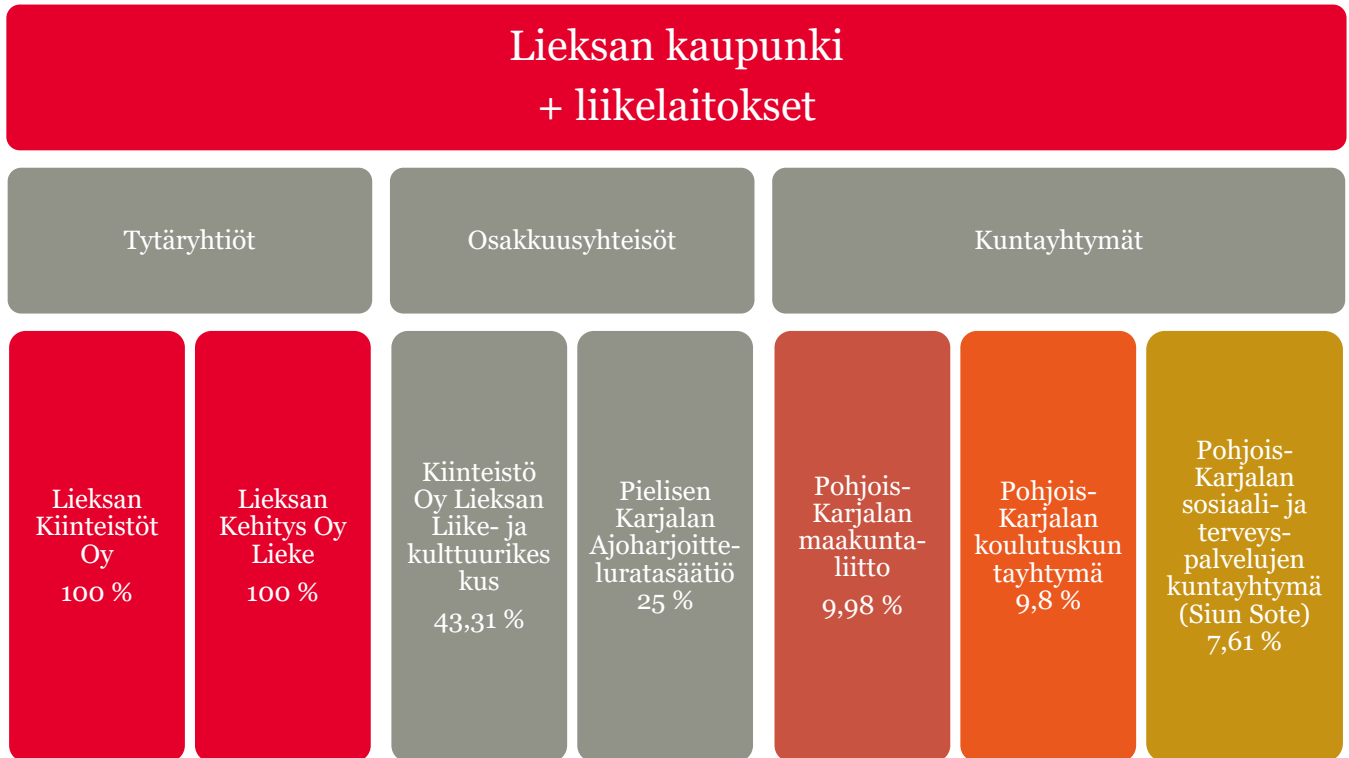 Lieksan kaupunki
+ liikelaitokset
Tytäryhtiöt
Osakkuusyhteisöt
Kuntayhtymät
Lieksan
Kiinteistöt
Oy
100 %
Lieksan
Kehitys Oy
Lieke
100 %
Kiinteistö
Oy Lieksan
Liike- ja
kulttuurikes
kus
43,31 %
Pielisen
Karjalan
Ajoharjoitte-
luratasäätiö
25 %
Pohjois-
Karjalan
maakunta-
liitto
9,98 %
Pohjois-
Karjalan
koulutuskun
tayhtymä
9,8 %
Pohjois-
Karjalan
sosiaali- ja
terveys-
palvelujen
kuntayhtymä
(Siun Sote)
7,61 %